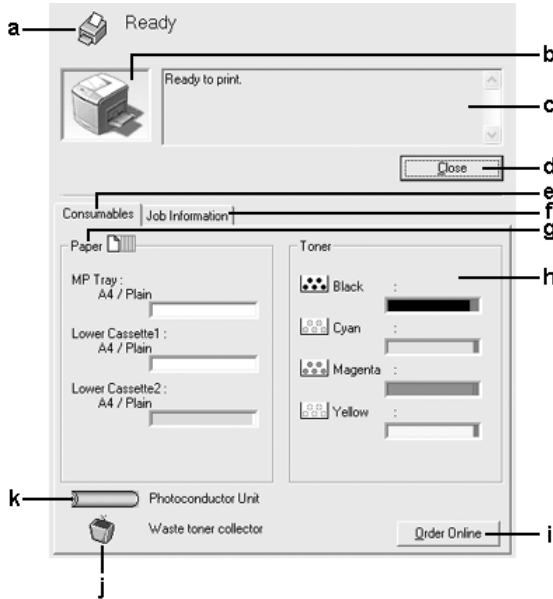 a
Ready
b
Ready to print.
c
Close
d
e
Consumables
Job Information
f
g
Paper
Toner
h
MP Tray :
A4 / Plain
Lower Cassette1 :
A4 / Plain
Lower Cassette2 :
A4 / Plain
Black :
Cyan :
Magenta :
Yellow :
k
Photoconductor Unit
Waste toner collector
Order Online
i
j